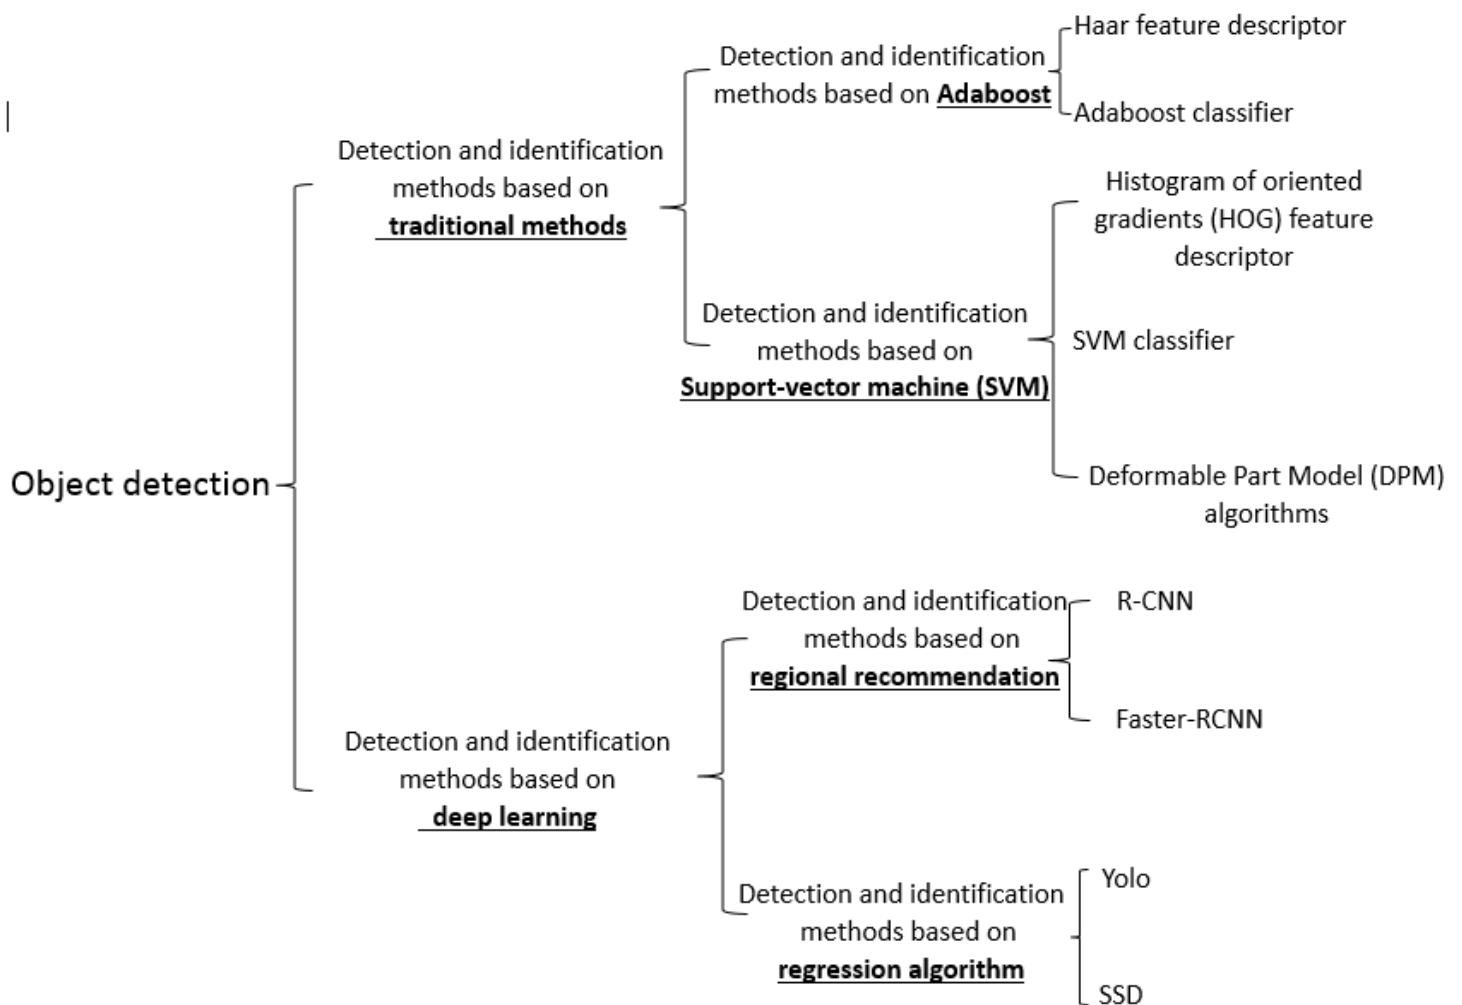 Object detection
Detection and identification
methods based on
traditional methods
Detection and identification
methods based on Adaboost
Haar feature descriptor
Adaboost classifier
Detection and identification
methods based on
Support-vector machine (SVM)
Histogram of oriented
gradients (HOG) feature
descriptor
SVM classifier
Deformable Part Model (DPM)
algorithms
Detection and identification
methods based on
deep learning
Detection and identification
methods based on
regional recommendation
R-CNN
Faster-RCNN
Detection and identification
methods based on
regression algorithm
Yolo
SSD